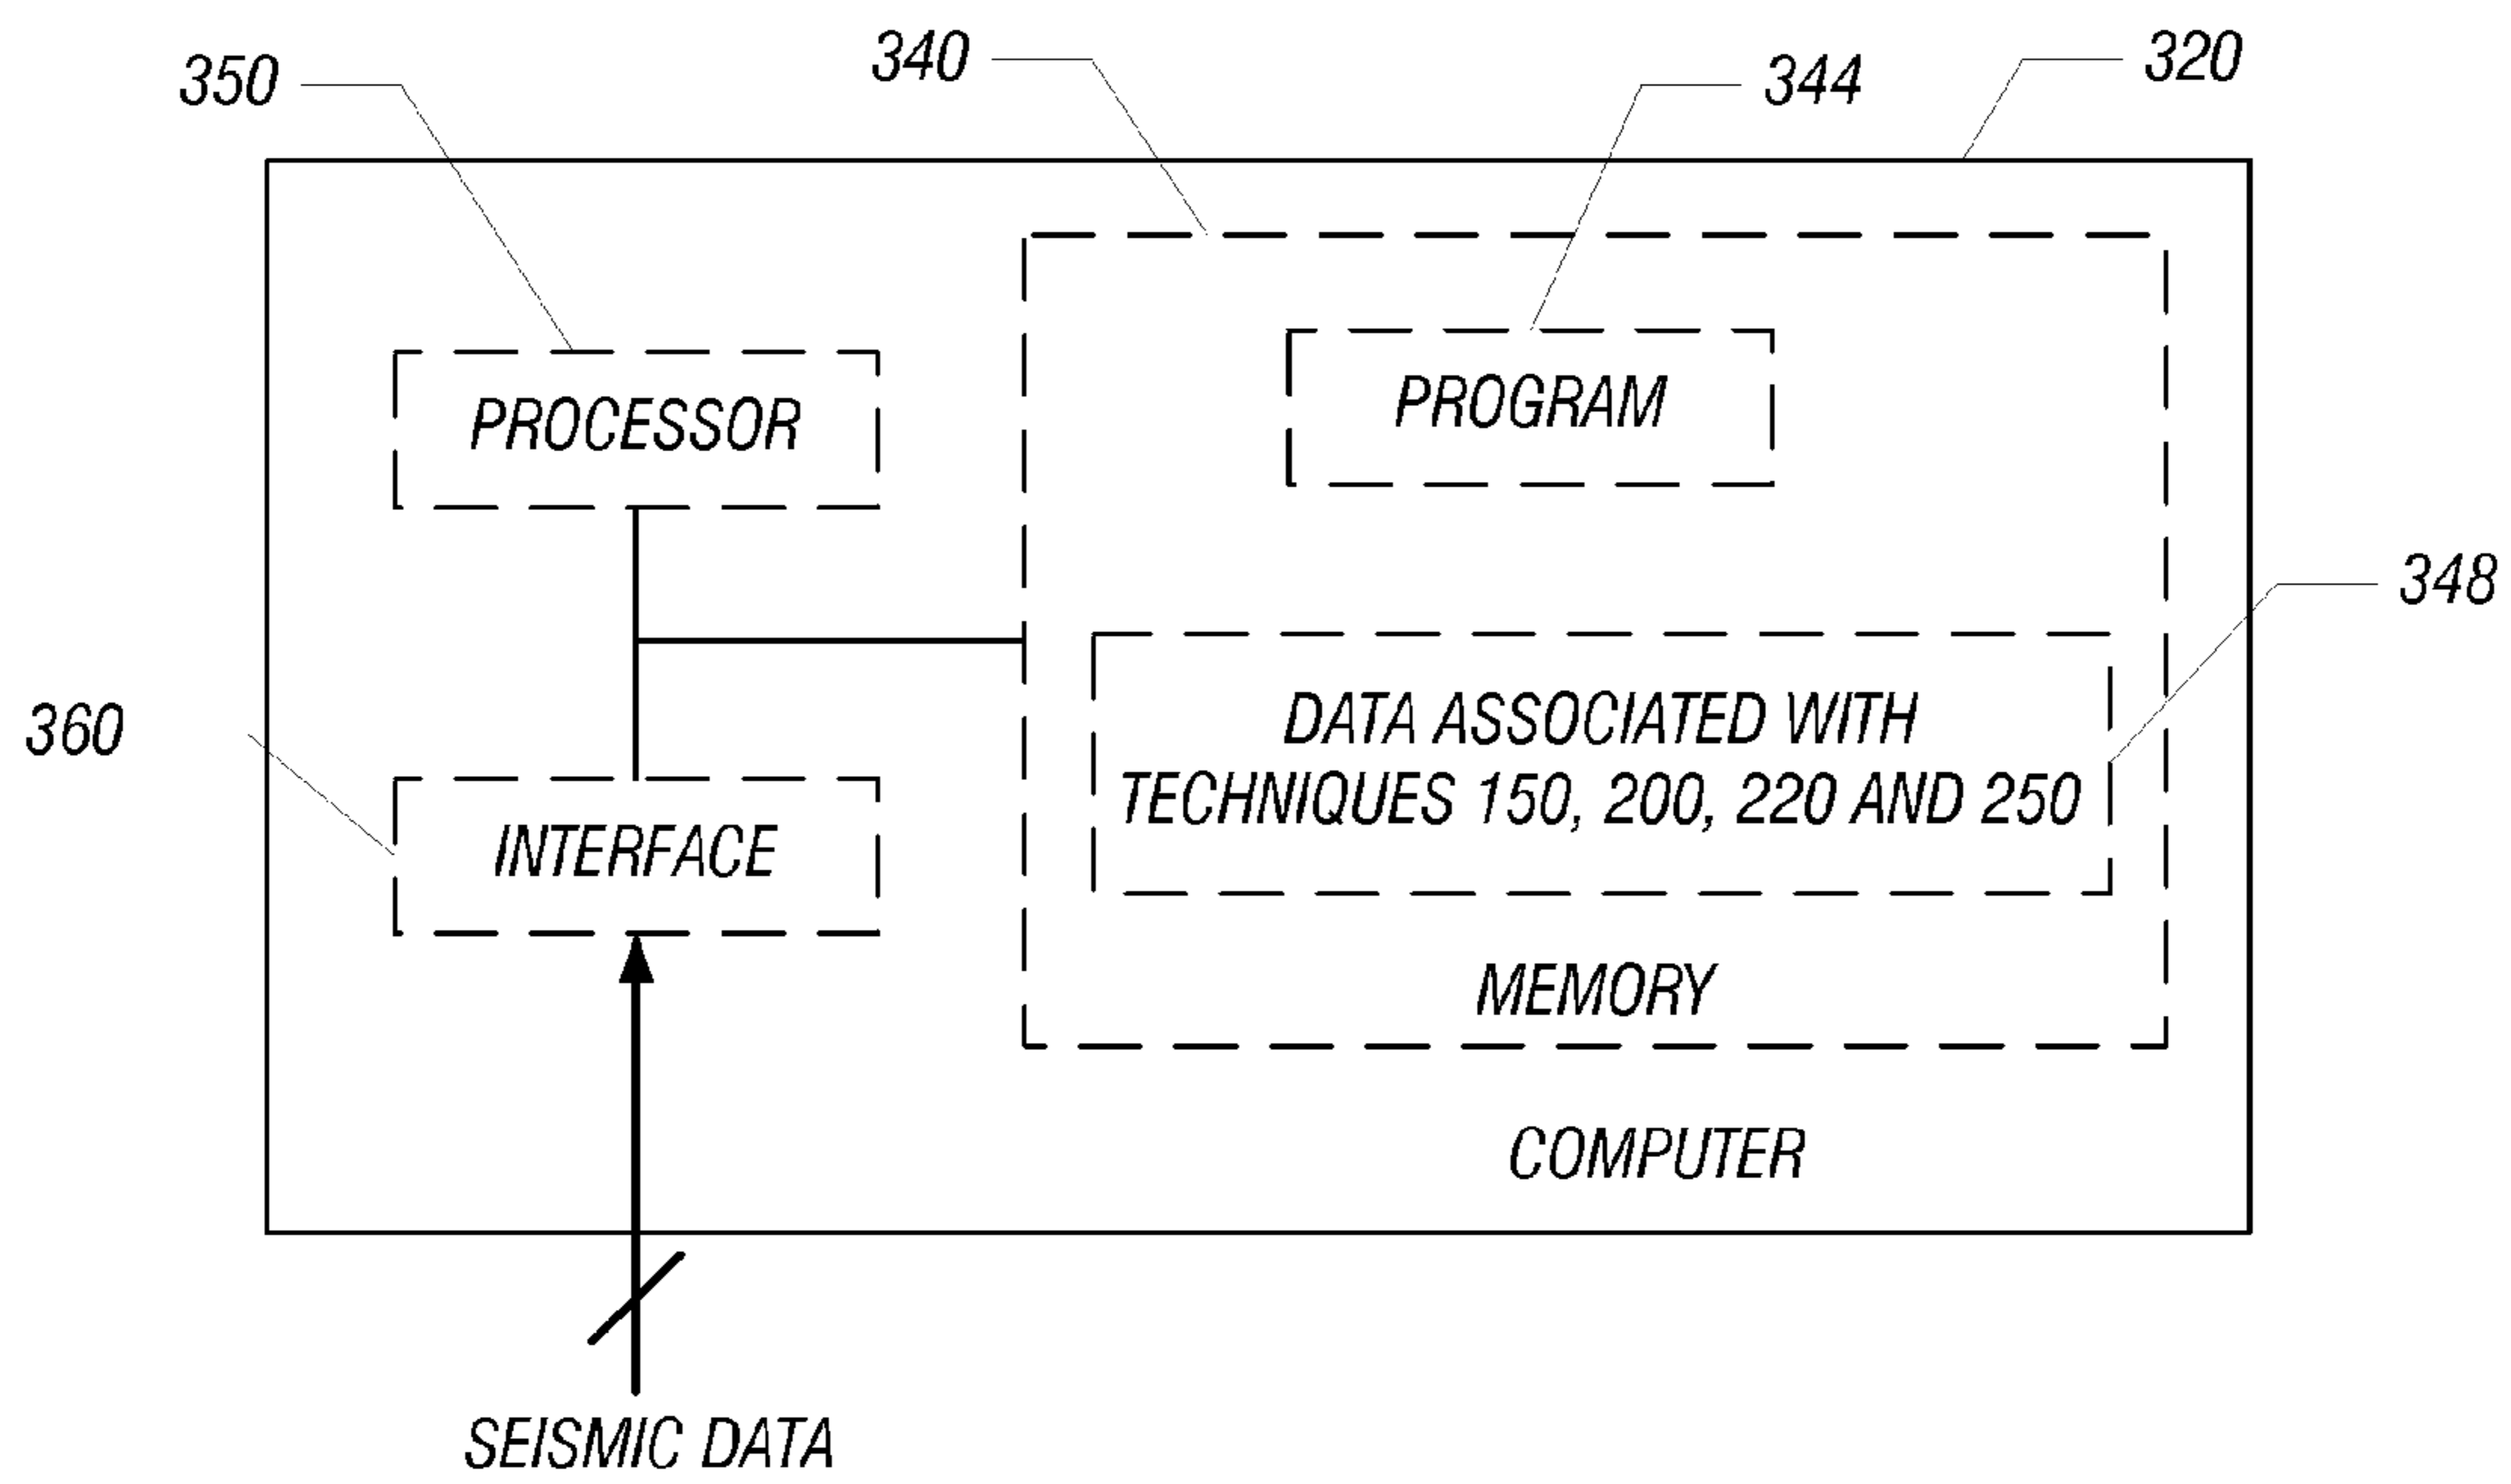 340
320
350
344
PROCESSOR
PROGRAM
348
360
DATA ASSOCIATED WITH
TECHNIQUES 150, 200, 220 AND 250
INTERFACE
MEMORY
COMPUTER
SEISMIC DATA